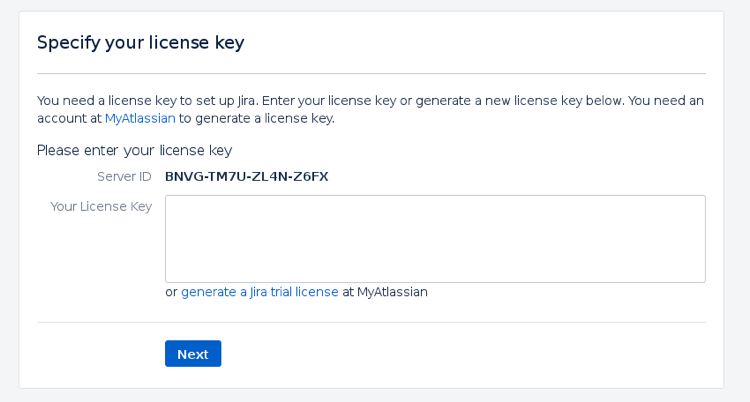 Specify your license key
You need a license key to set up Jira. Enter your license key or generate a new license key below. You need an
account at MyAtlassian to generate a license key.
Please enter your license key
Server ID BNVG-TM7U-ZL4N-Z6FX
Your License Key
or generate a Jira trial license at MyAtlassian
Next